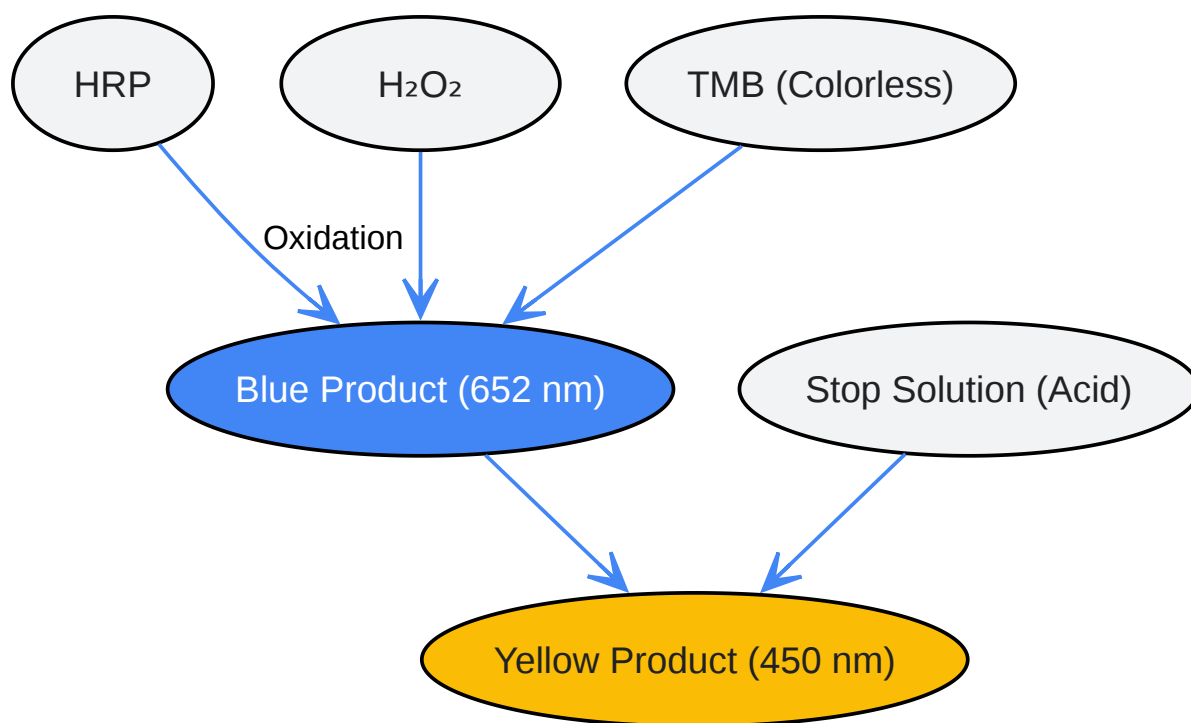 HRP
H₂O₂
TMB (Colorless)
Oxidation
Blue Product (652 nm)
Stop Solution (Acid)
Yellow Product (450 nm)